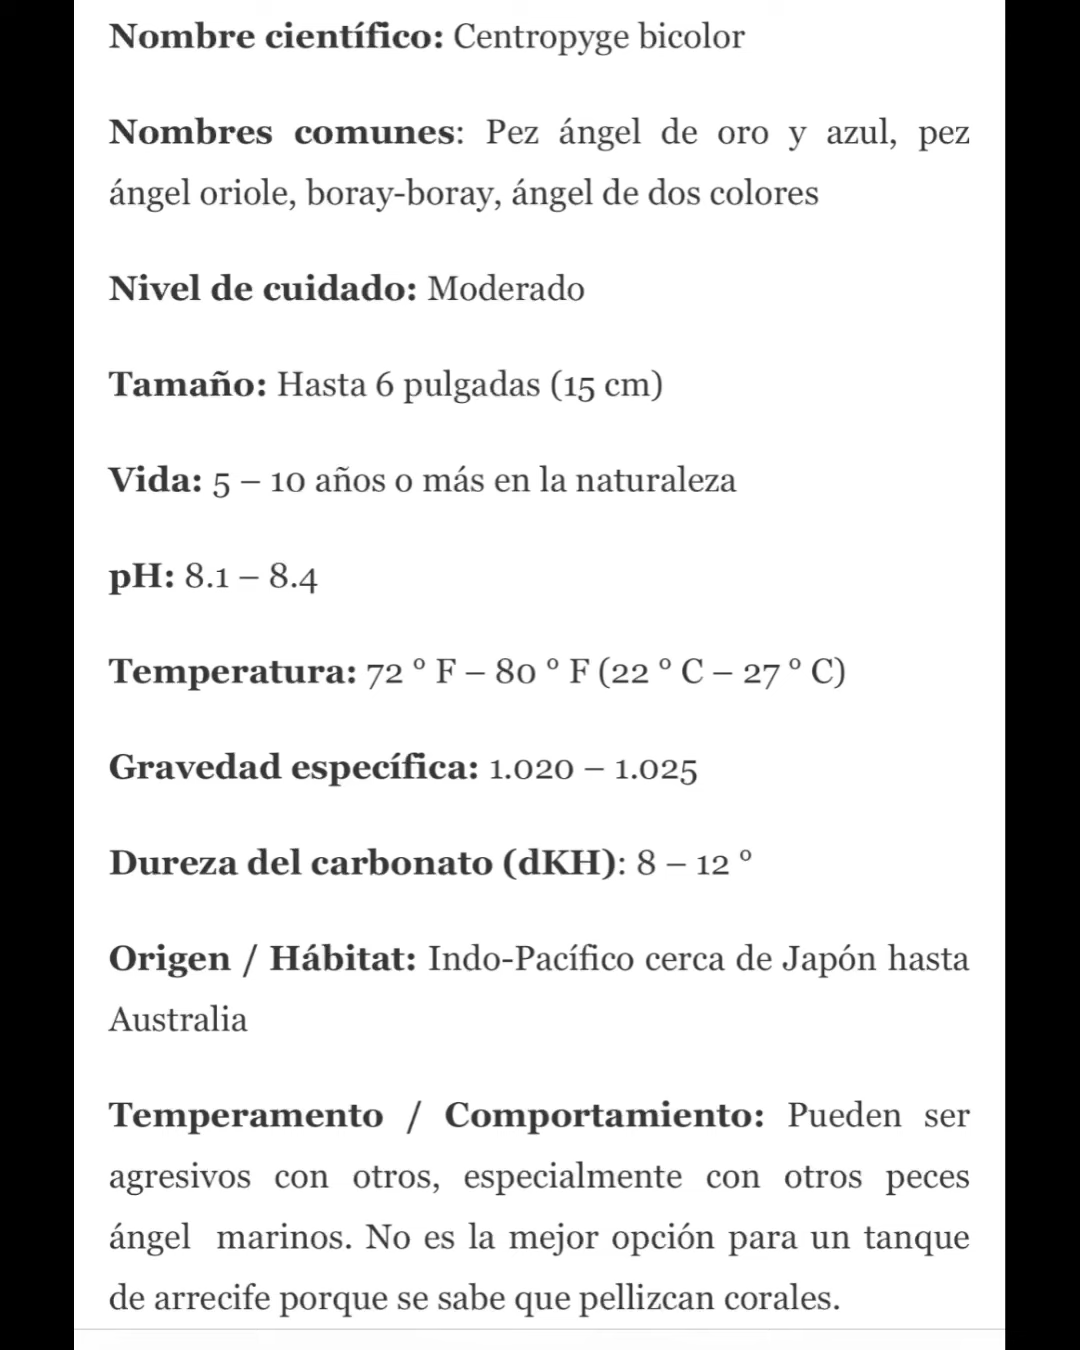 Nombre científico: Centropyge bicolor
Nombres comunes: Pez ángel de oro y azul, pez
ángel oriole, boray-boray, ángel de dos colores
Nivel de cuidado: Moderado
Tamaño: Hasta 6 pulgadas (15 cm)
Vida: 5 – 10 años o más en la naturaleza
pH: 8.1 – 8.4
Temperatura: 72 ° F – 80 ° F (22 ° C – 27 ° C)
Gravedad específica: 1.020 – 1.025
Dureza del carbonato (dKH): 8 – 12 °
Origen / Hábitat: Indo-Pacífico cerca de Japón hasta
Australia
Temperamento / Comportamiento: Pueden ser
agresivos con otros, especialmente con otros peces
ángel marinos. No es la mejor opción para un tanque
de arrecife porque se sabe que pellizcan corales.